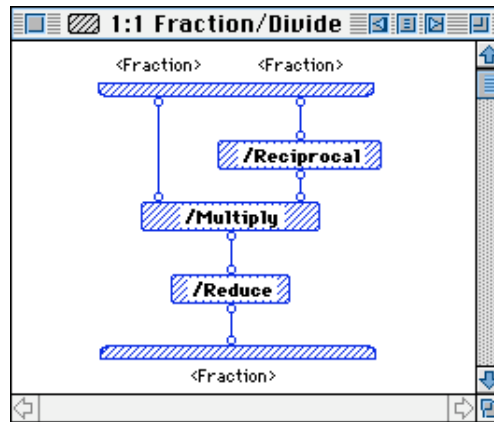 1:1 Fraction/Divide
<Fraction> <Fraction>
/Reciprocal
/Multiply
/Reduce
<Fraction>